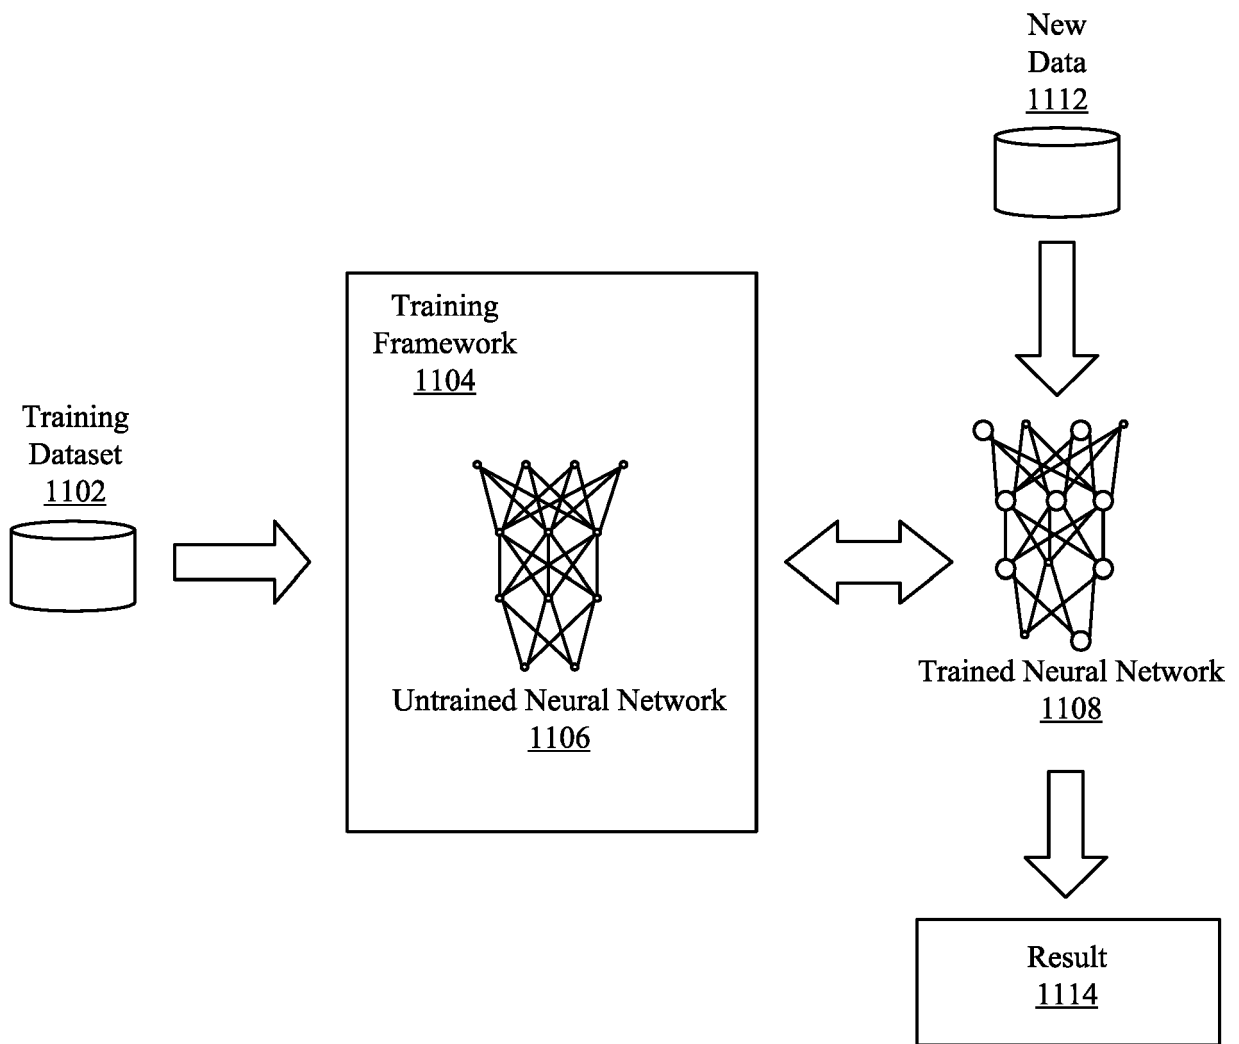 New
Data
1112
Training
Framework
1104
Training
Dataset
1102
Untrained Neural Network
1106
Trained Neural Network
1108
Result
1114